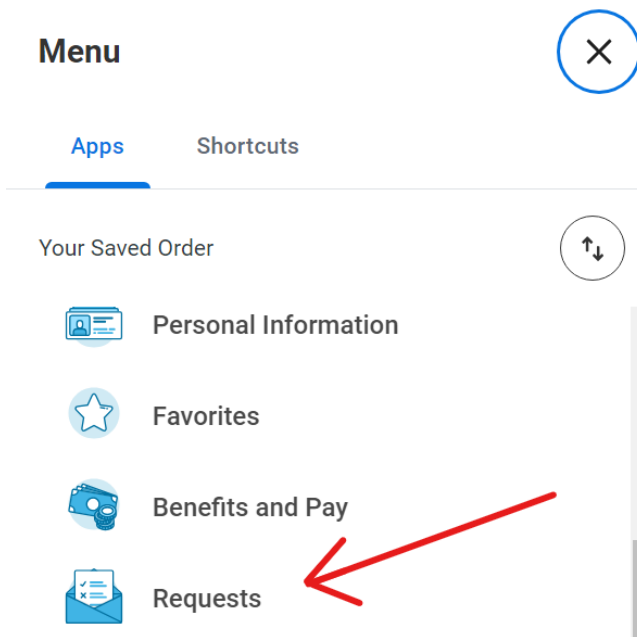 Menu
Apps Shortcuts
Your Saved Order
Personal Information
Favorites
Benefits and Pay
Requests